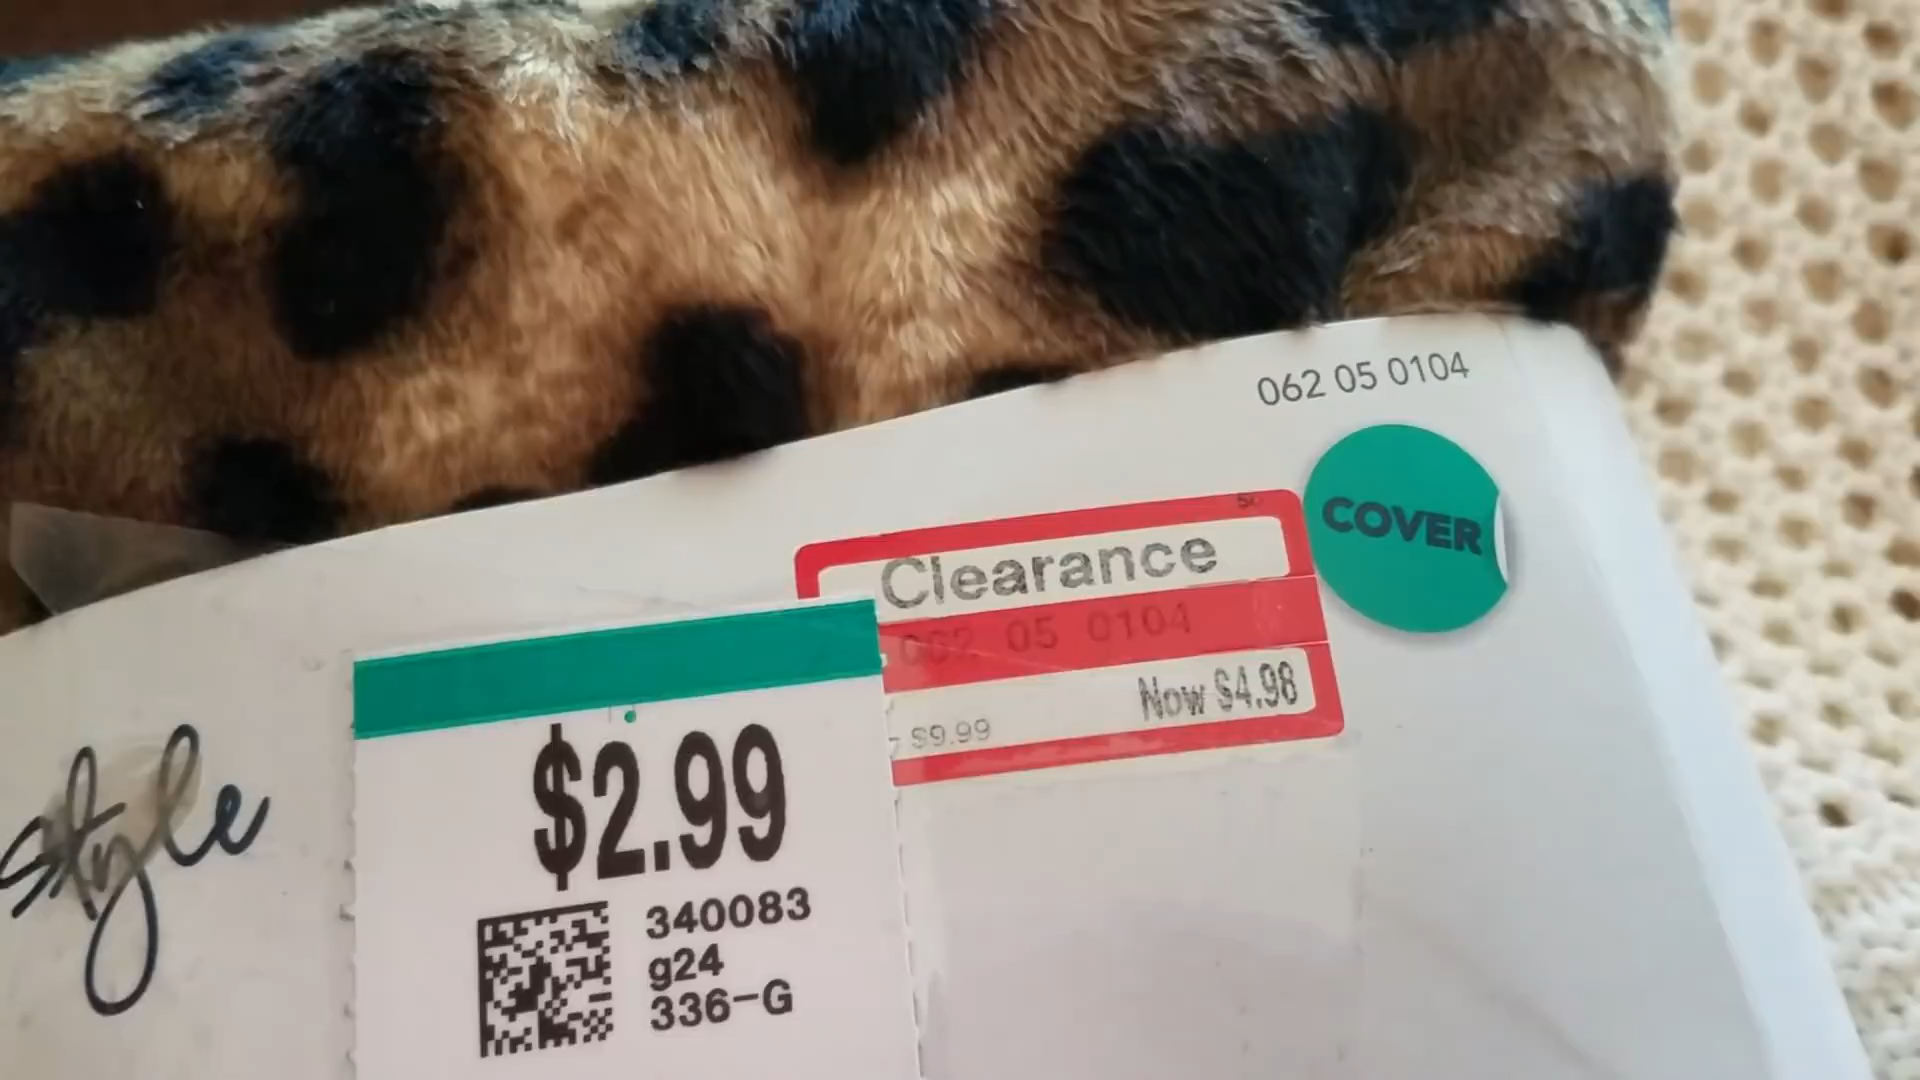 062 05 0104
COVER
Clearance
062 05 0104
Now $4.98
$9.99
style
$2.99
340083
g24
336-G